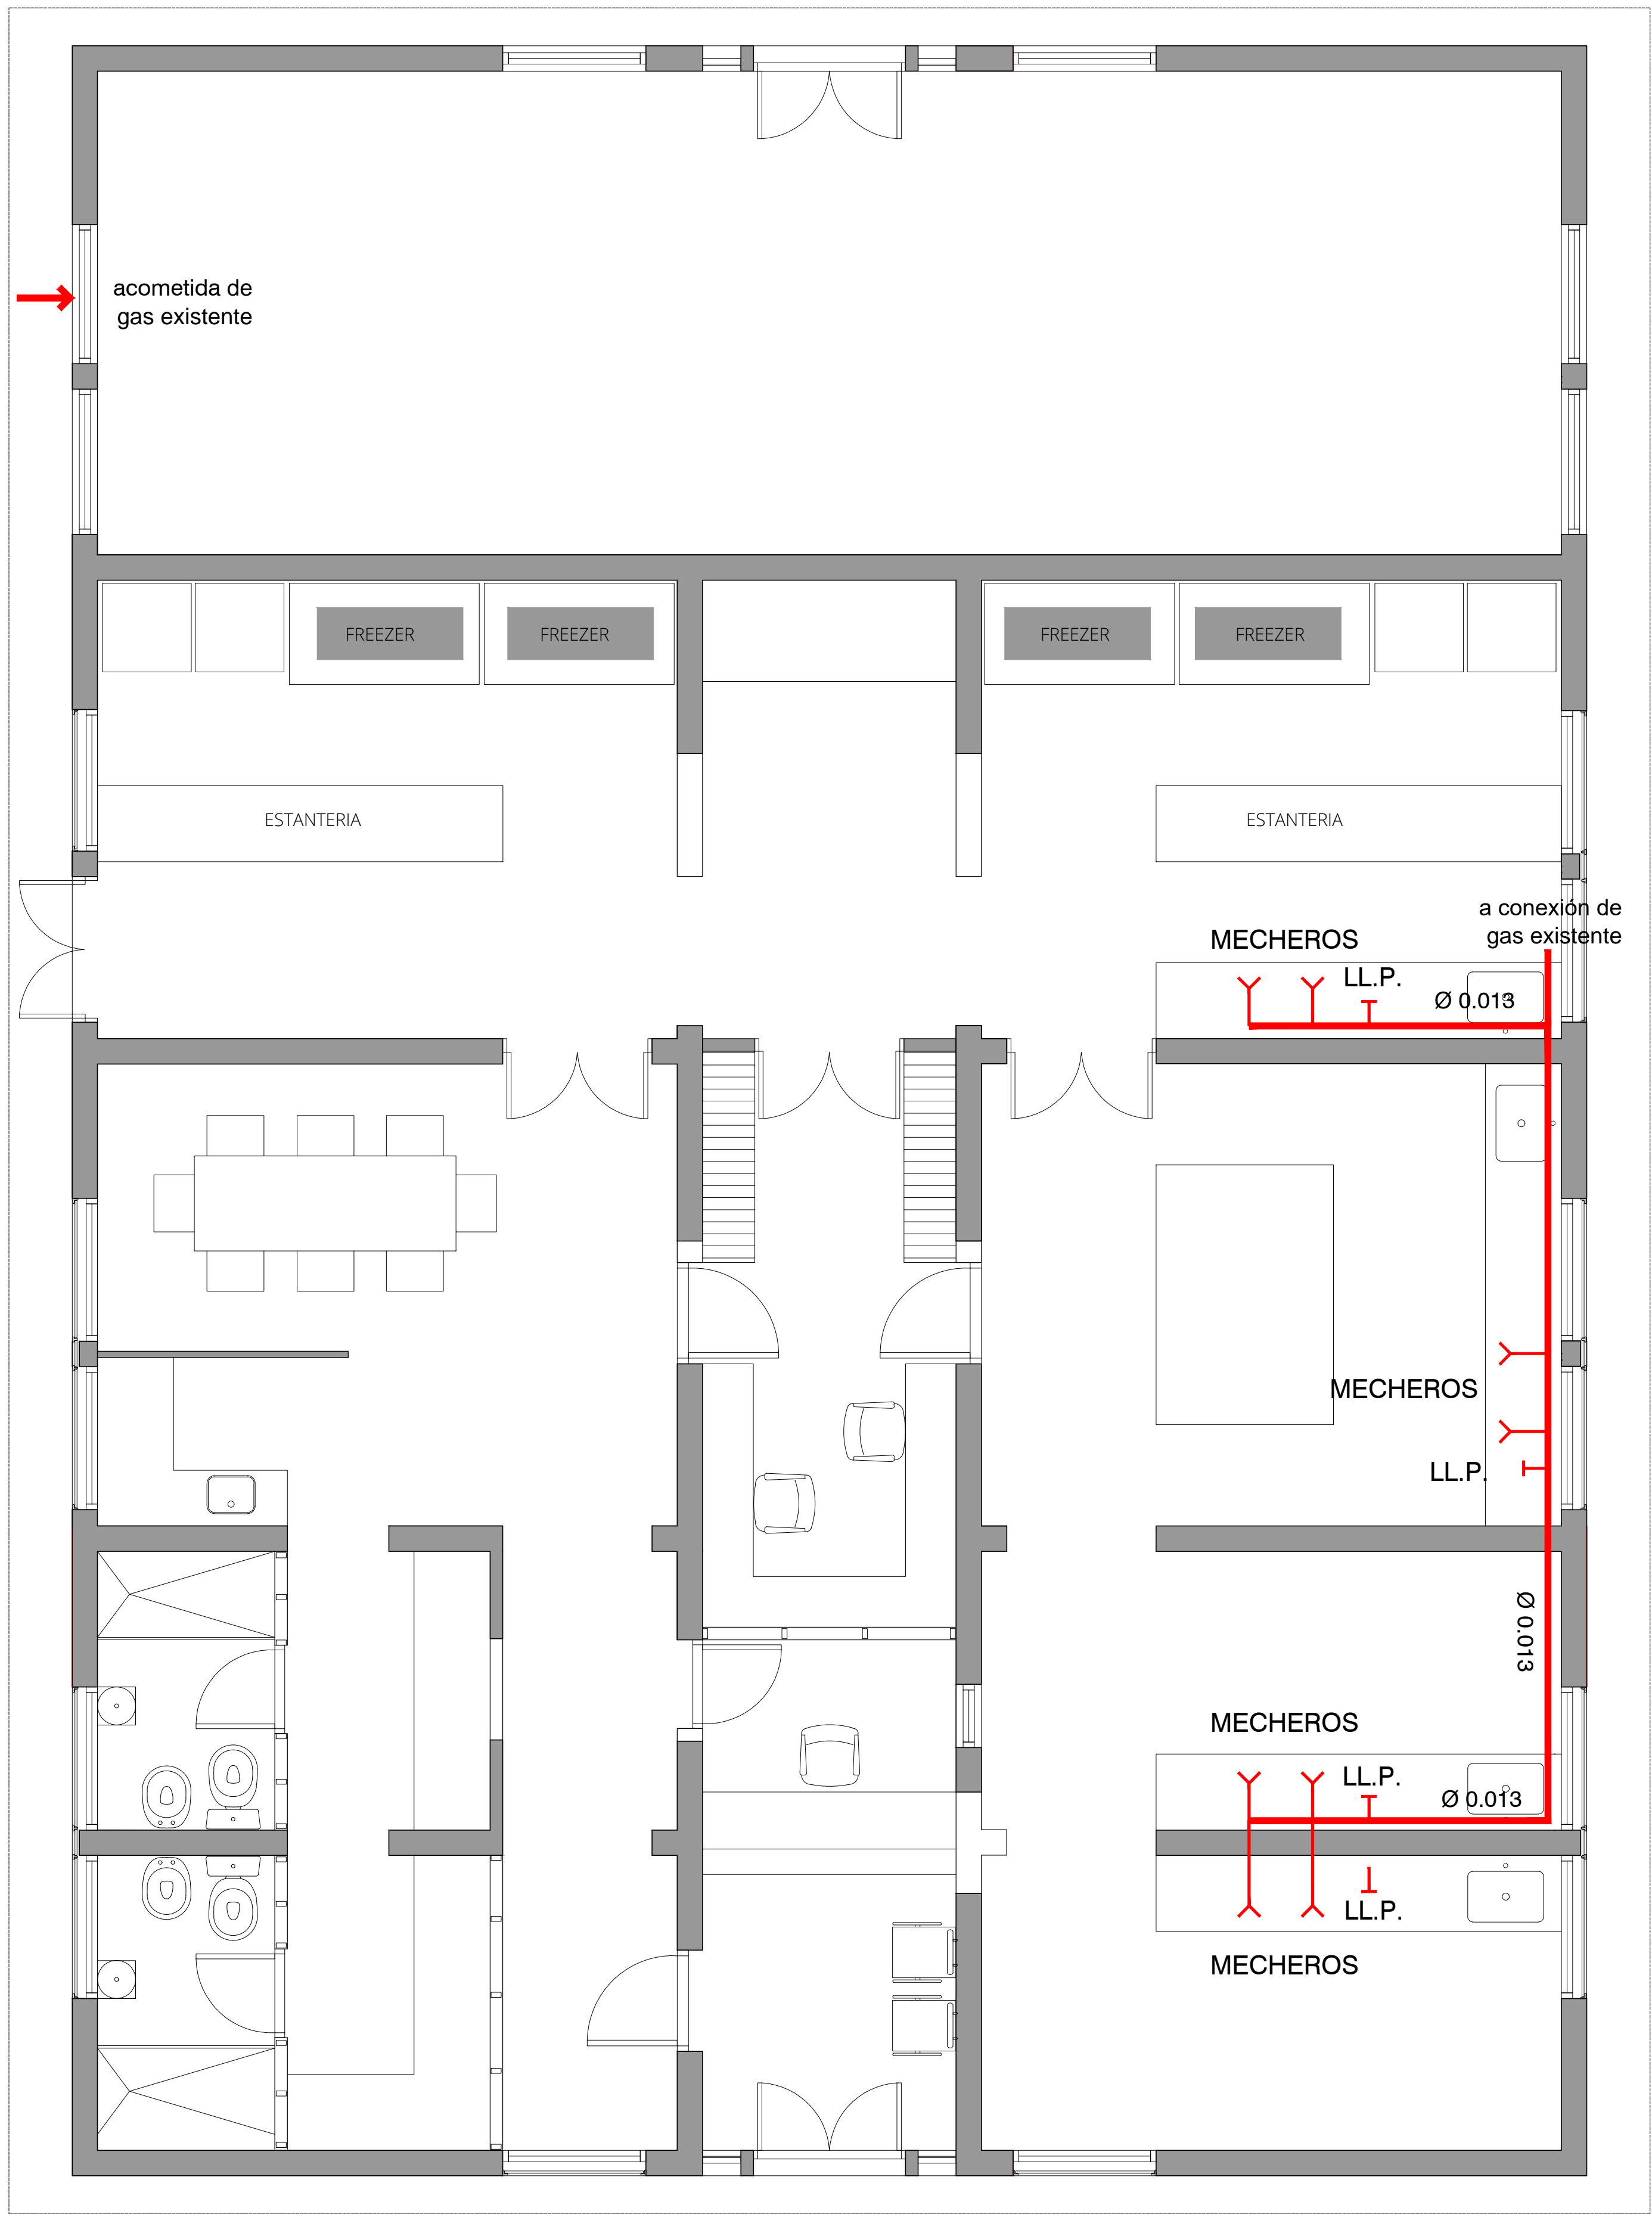 acometida de
gas existente
FREEZER
FREEZER
FREEZER
FREEZER
ESTANTERIA
ESTANTERIA
a conexión de
gas existente
MECHEROS
LL.P.
Ø 0.013
MECHEROS
LL.P.
Ø 0.013
MECHEROS
LL.P.
Ø 0.013
LL.P.
MECHEROS